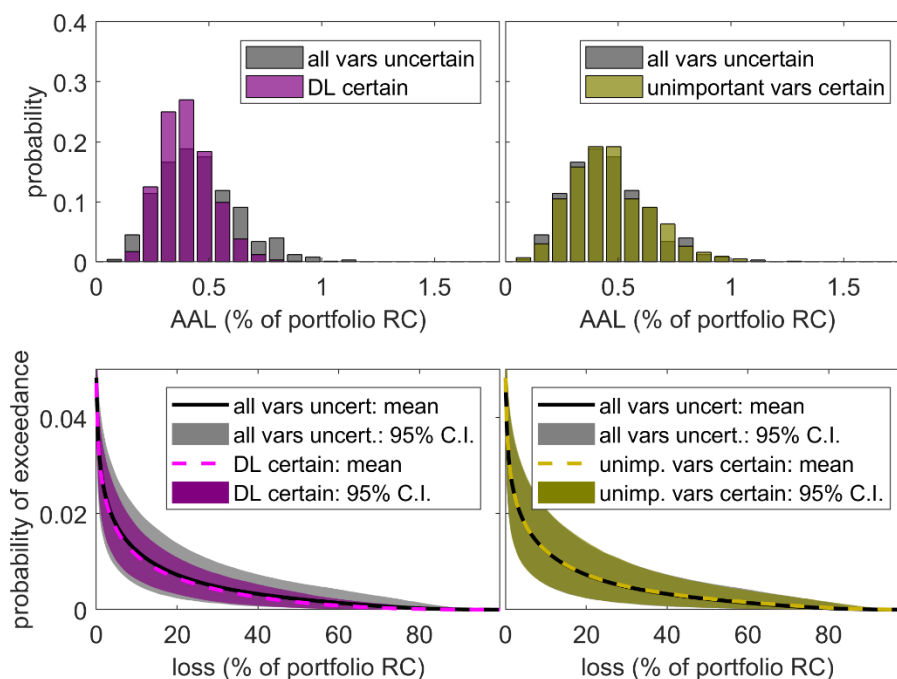 0.4
0.3
0.2
0.1
0
probability
all vars uncertain
DL certain
0
0.5
1
1.5
AAL (% of portfolio RC)
all vars uncertain
unimportant vars certain
0.5
1
1.5
AAL (% of portfolio RC)
0.04
0.02
0
probability of exceedance
all vars uncert: mean
all vars uncert.: 95% C.I.
DL certain: mean
DL certain: 95% C.I.
0
20
40
60
80
loss (% of portfolio RC)
all vars uncert: mean
all vars uncert.: 95% C.I.
unimp. vars certain: mean
unimp. vars certain: 95% C.I.
0
20
40
60
80
loss (% of portfolio RC)